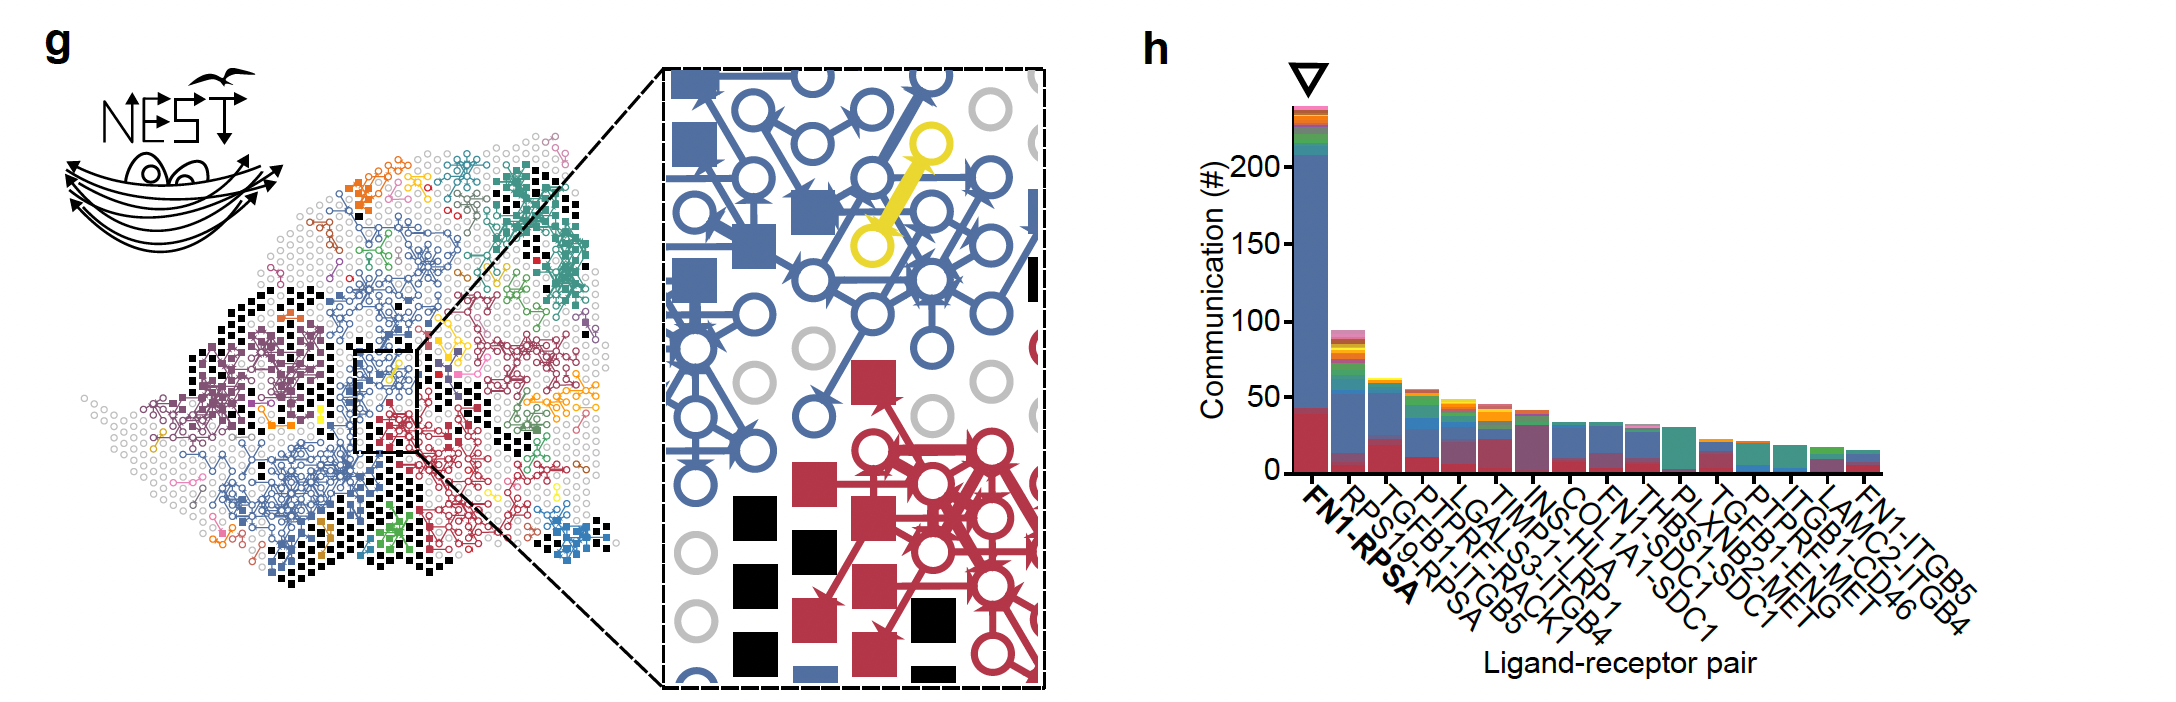 g
NEST
h
Communication (#)
200
150
100
50
0
FN1-RPSA
RPS19-RPSA
TGFB1-ITGB5
PTPRF-RACK1
LGALS3-ITGB4
TIMP1-LRP1
INS-HLA
COL1A1-SDC1
FN1-SDC1
THBS1-SDC1
PLXNB2-MET
TGFB1-ENG
PTPRF-MET
ITGB1-CD46
LAMC2-ITGB4
FN1-ITGB5
Ligand-receptor pair